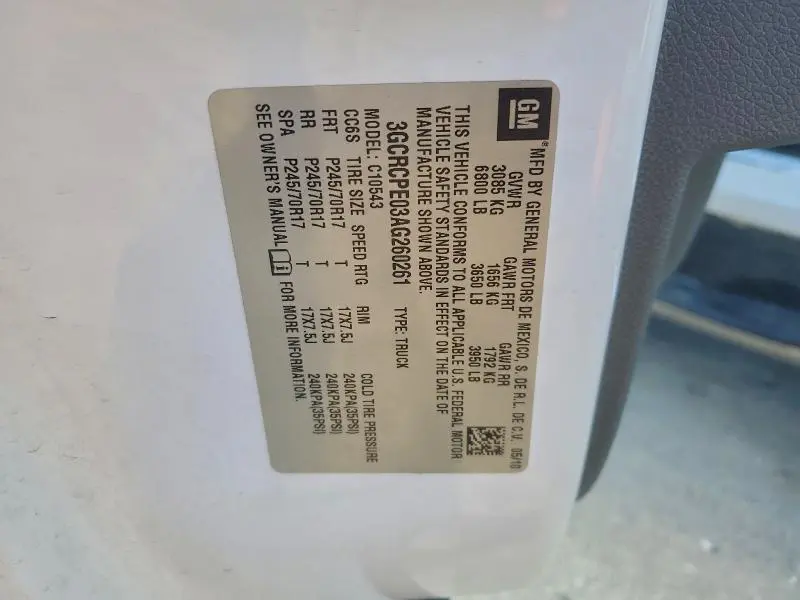 GM® MFD BY GENERAL MOTORS DE MEXICO, S. DE R.L. DE C.V. 05/10
GVWR GAWR FRT GAWR RR
3085 KG 1656 KG 1792 KG
6800 LB 3650 LB 3950 LB
THIS VEHICLE CONFORMS TO ALL APPLICABLE U.S. FEDERAL MOTOR
VEHICLE SAFETY STANDARDS IN EFFECT ON THE DATE OF
MANUFACTURE SHOWN ABOVE.
3GCRCPE03AG260261 TYPE: TRUCK
MODEL: C10543
CC6S TIRE SIZE SPEED RTG RIM COLD TIRE PRESSURE
FRT P245/70R17 T 17X7.5J 240KPA(35PSI)
RR P245/70R17 T 17X7.5J 240KPA(35PSI)
SPA P245/70R17 T 17X7.5J 240KPA(35PSI)
SEE OWNER'S MANUAL FOR MORE INFORMATION.